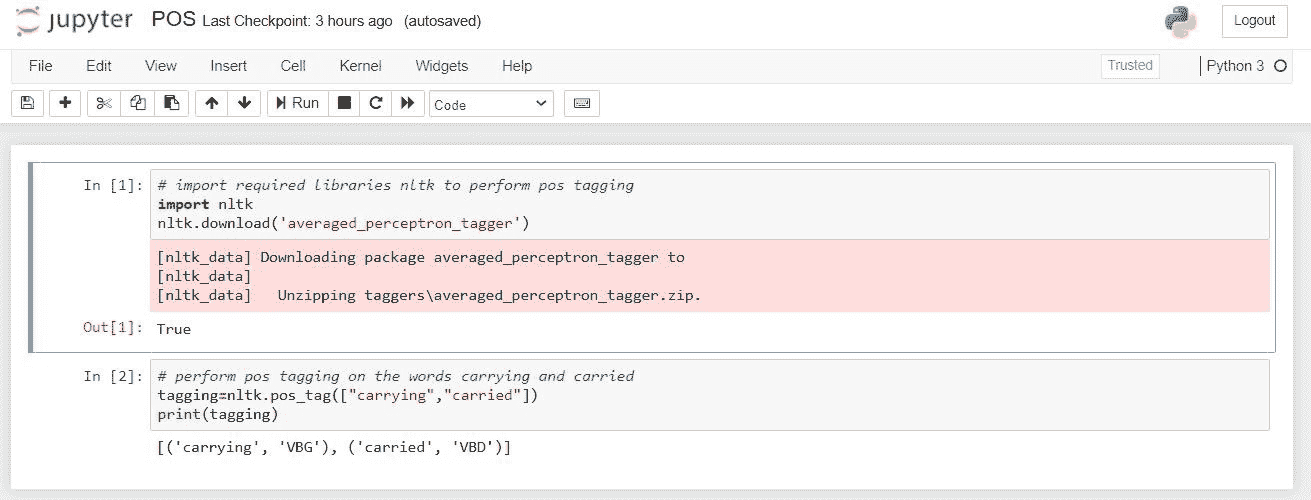 jupyter POS Last Checkpoint: 3 hours ago (autosaved) Logout
File Edit View Insert Cell Kernel Widgets Help Trusted Python 3
Run Code
In [1]: # import required libraries nltk to perform pos tagging
import nltk
nltk.download('averaged_perceptron_tagger')
[nltk_data] Downloading package averaged_perceptron_tagger to
[nltk_data]
[nltk_data]   Unzipping taggers\averaged_perceptron_tagger.zip.
Out[1]: True
In [2]: # perform pos tagging on the words carrying and carried
tagging=nltk.pos_tag(["carrying","carried"])
print(tagging)
[('carrying', 'VBG'), ('carried', 'VBD')]